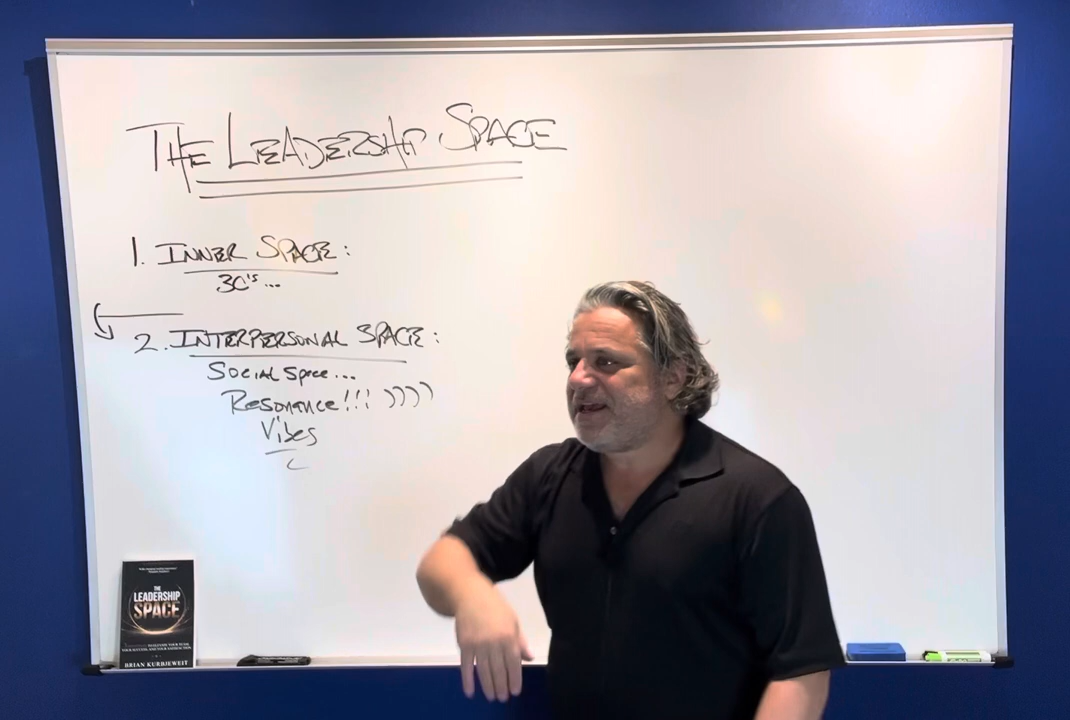 THE LEADERSHIP SPACE
1. INNER SPACE:
3C's...
2. INTERPERSONAL SPACE:
SOCIAL SPACE...
RESONANCE!!! ))))
Vibes
THE
LEADERSHIP
SPACE
BRIAN KURBJEWEIT